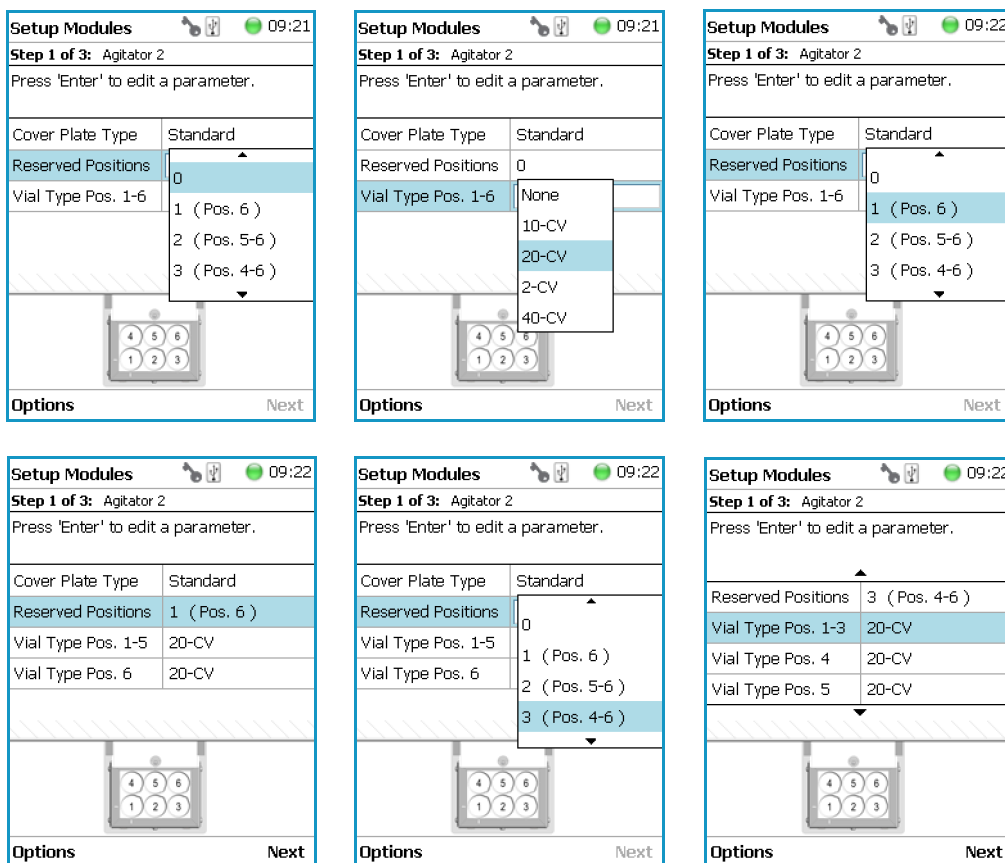 Setup Modules 09:21
Step 1 of 3: Agitator 2
Press 'Enter' to edit a parameter.
Cover Plate Type Standard
Reserved Positions
0
Vial Type Pos. 1-6
1 ( Pos. 6 )
2 ( Pos. 5-6 )
3 ( Pos. 4-6 )
4 5 6
1 2 3
Options Next
Setup Modules 09:21
Step 1 of 3: Agitator 2
Press 'Enter' to edit a parameter.
Cover Plate Type Standard
Reserved Positions 0
Vial Type Pos. 1-6 None
10-CV
20-CV
2-CV
40-CV
4 5 6
1 2 3
Options Next
Setup Modules 09:22
Step 1 of 3: Agitator 2
Press 'Enter' to edit a parameter.
Cover Plate Type Standard
Reserved Positions
0
Vial Type Pos. 1-6
1 ( Pos. 6 )
2 ( Pos. 5-6 )
3 ( Pos. 4-6 )
4 5 6
1 2 3
Options Next
Setup Modules 09:22
Step 1 of 3: Agitator 2
Press 'Enter' to edit a parameter.
Cover Plate Type Standard
Reserved Positions 1 ( Pos. 6 )
Vial Type Pos. 1-5 20-CV
Vial Type Pos. 6 20-CV
4 5 6
1 2 3
Options Next
Setup Modules 09:22
Step 1 of 3: Agitator 2
Press 'Enter' to edit a parameter.
Cover Plate Type Standard
Reserved Positions
0
Vial Type Pos. 1-5
1 ( Pos. 6 )
Vial Type Pos. 6
2 ( Pos. 5-6 )
3 ( Pos. 4-6 )
4 5 6
1 2 3
Options Next
Setup Modules 09:22
Step 1 of 3: Agitator 2
Press 'Enter' to edit a parameter.
Reserved Positions 3 ( Pos. 4-6 )
Vial Type Pos. 1-3 20-CV
Vial Type Pos. 4 20-CV
Vial Type Pos. 5 20-CV
4 5 6
1 2 3
Options Next